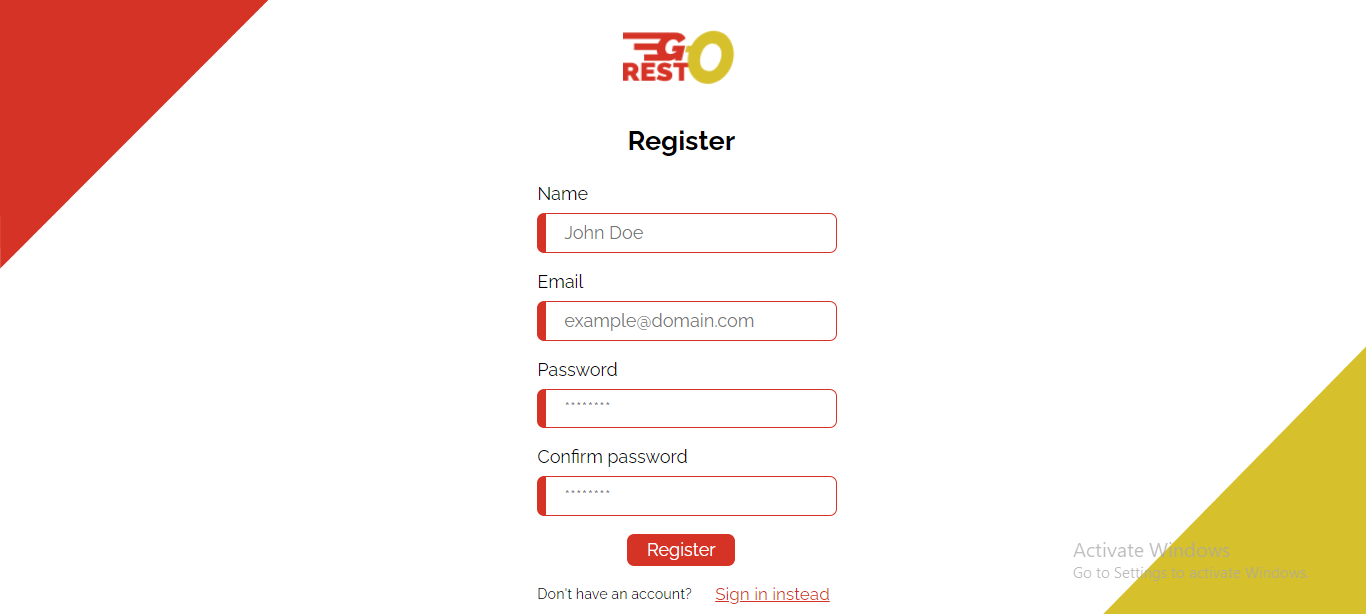 GO
REST
Register
Name
John Doe
Email
example@domain.com
Password
********
Confirm password
********
Register
Don't have an account? Sign in instead
Activate Windows
Go to Settings to activate Windows.